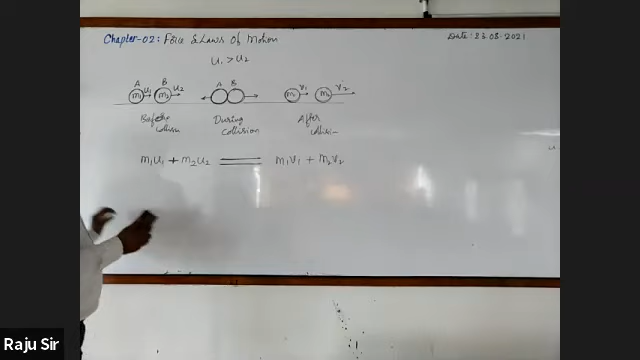 Chapter-02: Force & Laws of Motion
Date: 23.08.2021
U₁ > U₂
A B A B
m₁ U₁ m₂ U₂ m₁ V₁ m₂ V₂
Before During After
collision collision collision
m₁U₁ + m₂U₂ = m₁V₁ + m₂V₂
Raju Sir